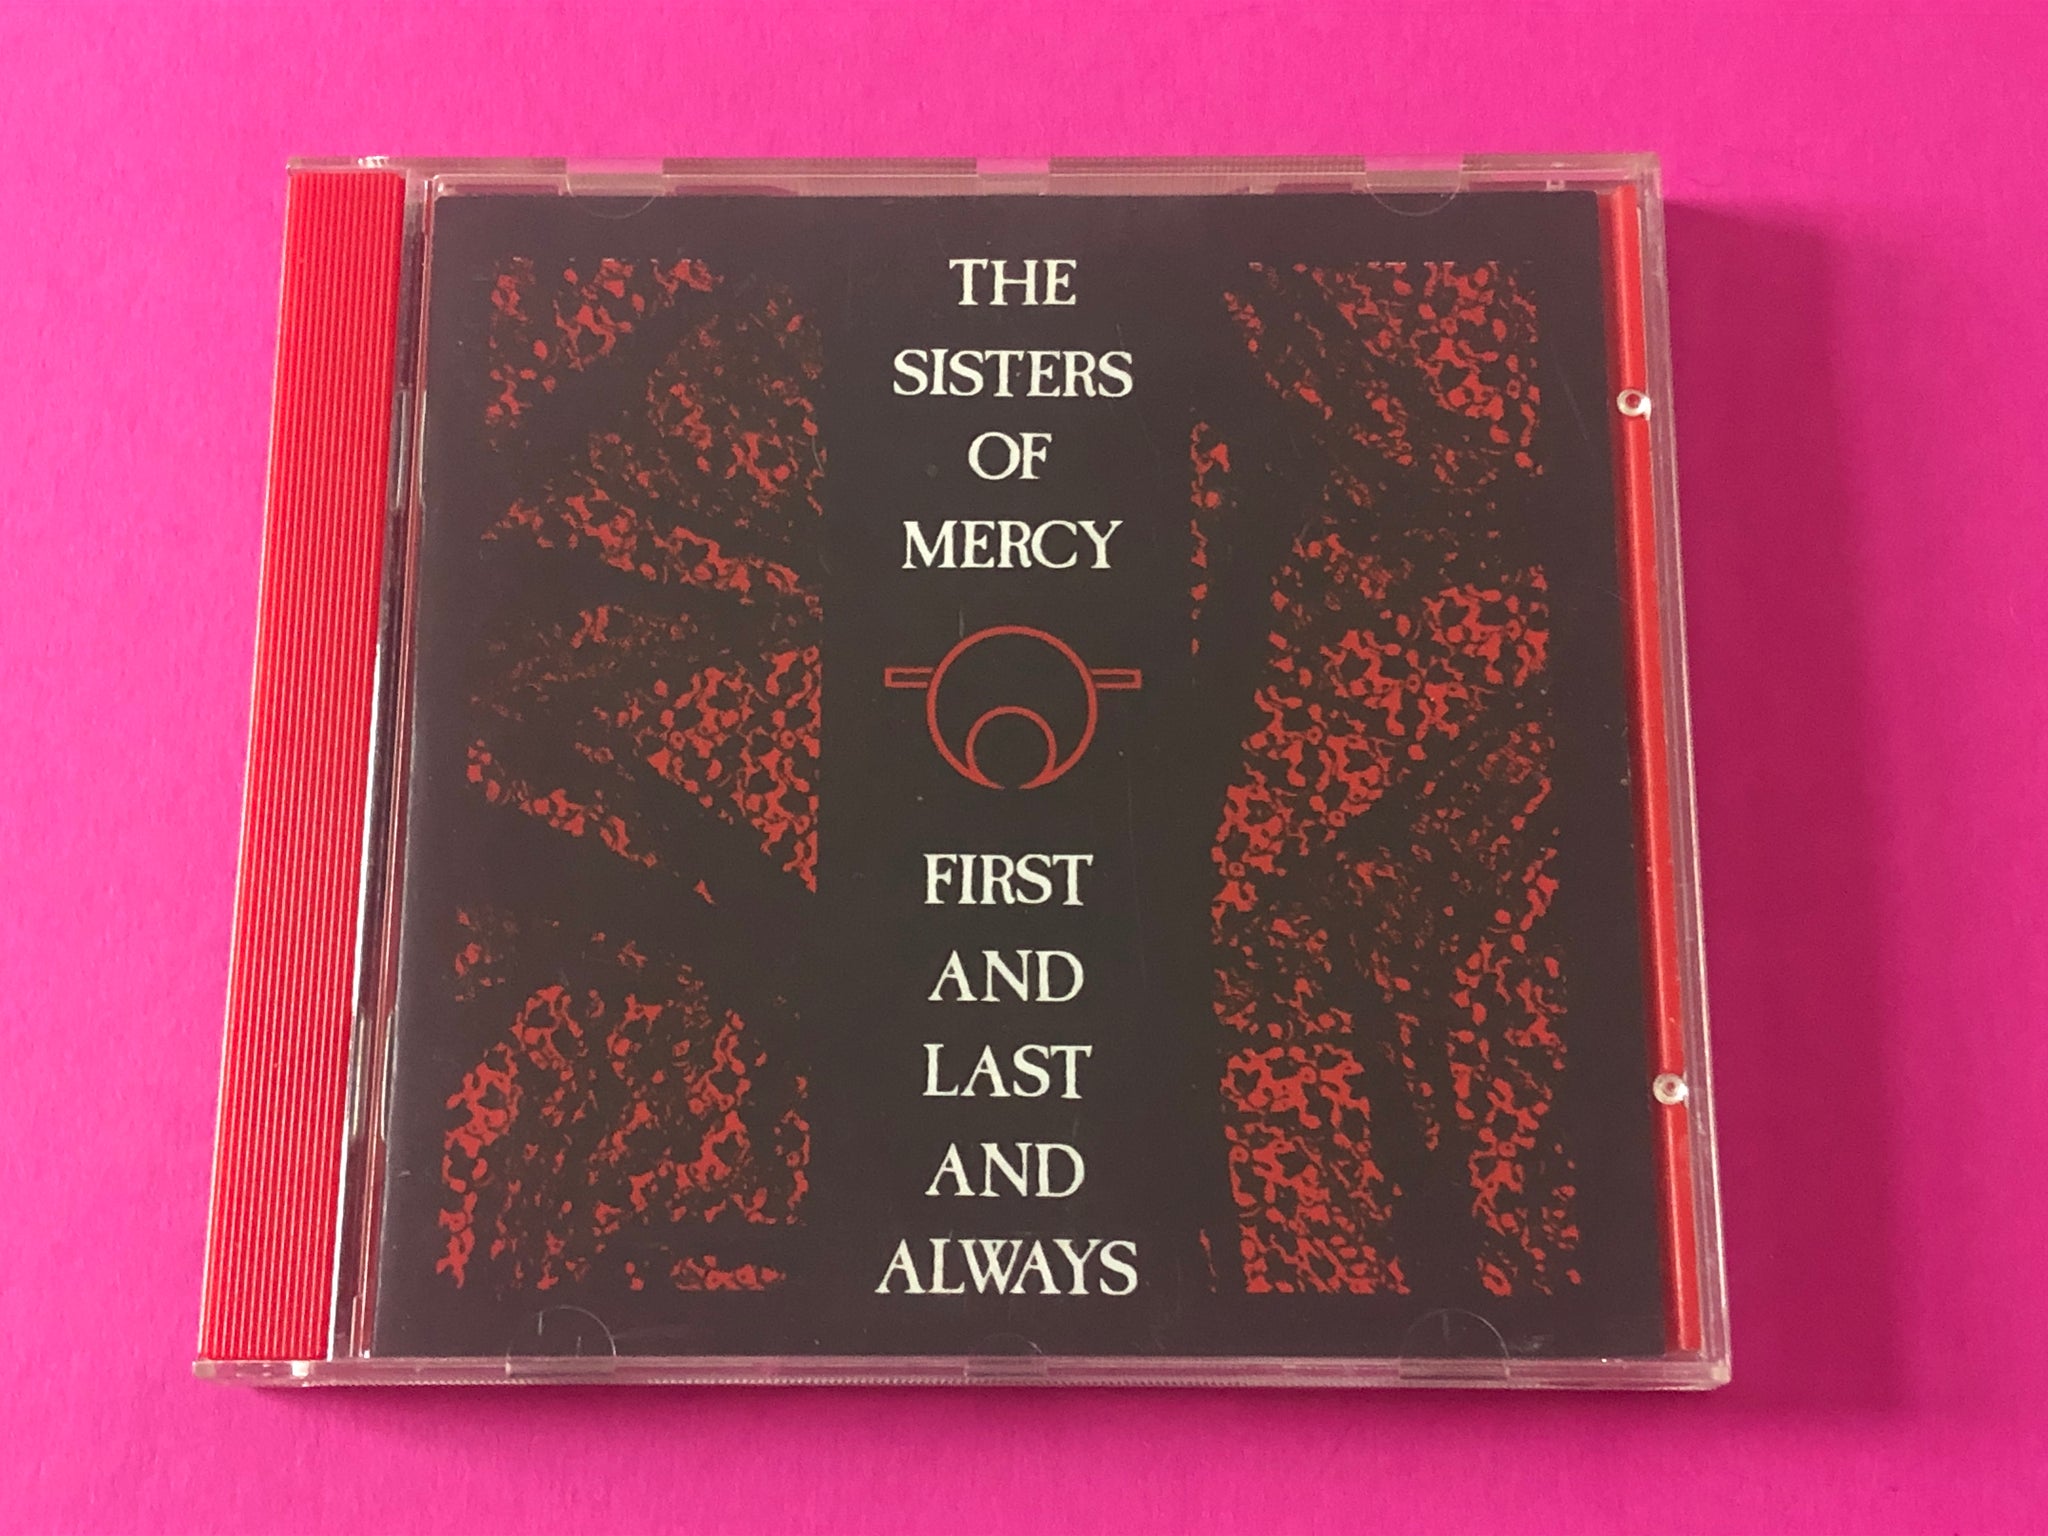 THE
SISTERS
OF
MERCY
FIRST
AND
LAST
AND
ALWAYS